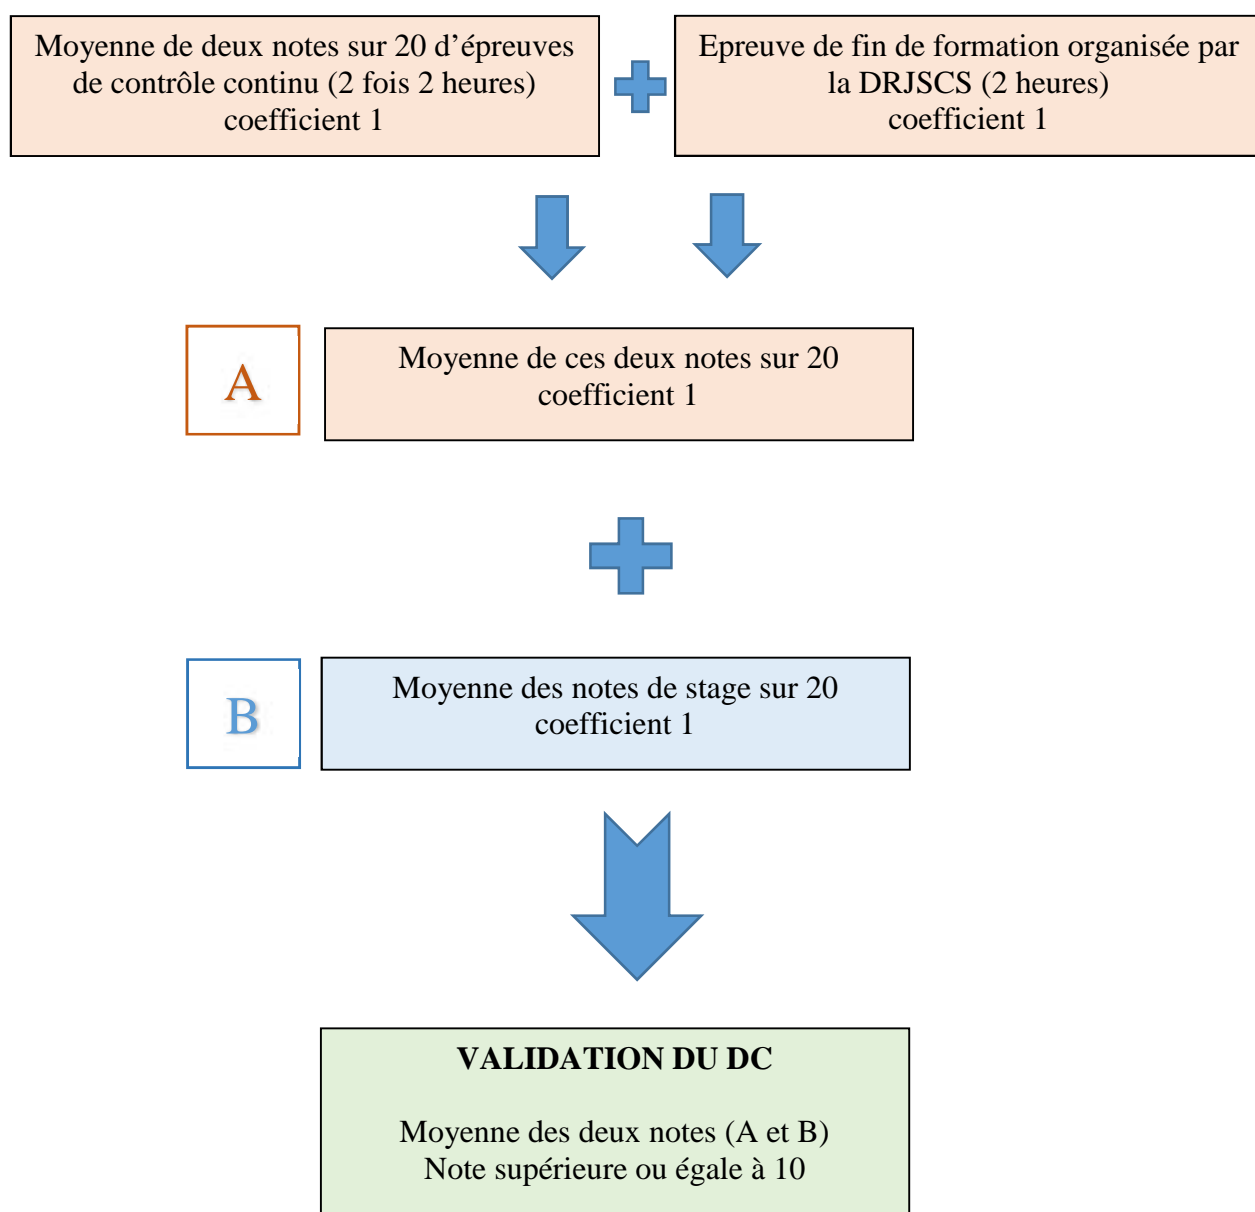 Moyenne de deux notes sur 20 d’épreuves
de contrôle continu (2 fois 2 heures)
coefficient 1
Epreuve de fin de formation organisée par
la DRJSCS (2 heures)
coefficient 1
A
Moyenne de ces deux notes sur 20
coefficient 1
B
Moyenne des notes de stage sur 20
coefficient 1
VALIDATION DU DC
Moyenne des deux notes (A et B)
Note supérieure ou égale à 10